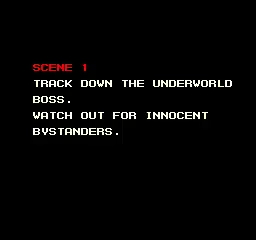 SCENE 1
TRACK DOWN THE UNDERWORLD
BOSS.
WATCH OUT FOR INNOCENT
BYSTANDERS.